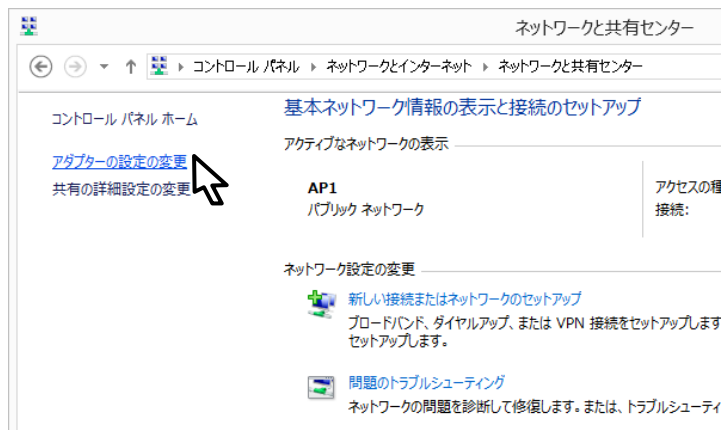 ネットワークと共有センター
コントロール パネル ▸ ネットワークとインターネット ▸ ネットワークと共有センター
コントロール パネル ホーム
アダプターの設定の変更
共有の詳細設定の変更
基本ネットワーク情報の表示と接続のセットアップ
アクティブなネットワークの表示
AP1
パブリック ネットワーク
アクセスの種
接続:
ネットワーク設定の変更
新しい接続またはネットワークのセットアップ
ブロードバンド、ダイヤルアップ、または VPN 接続をセットアップします
セットアップします。
問題のトラブルシューティング
ネットワークの問題を診断して修復します。または、トラブルシューティ